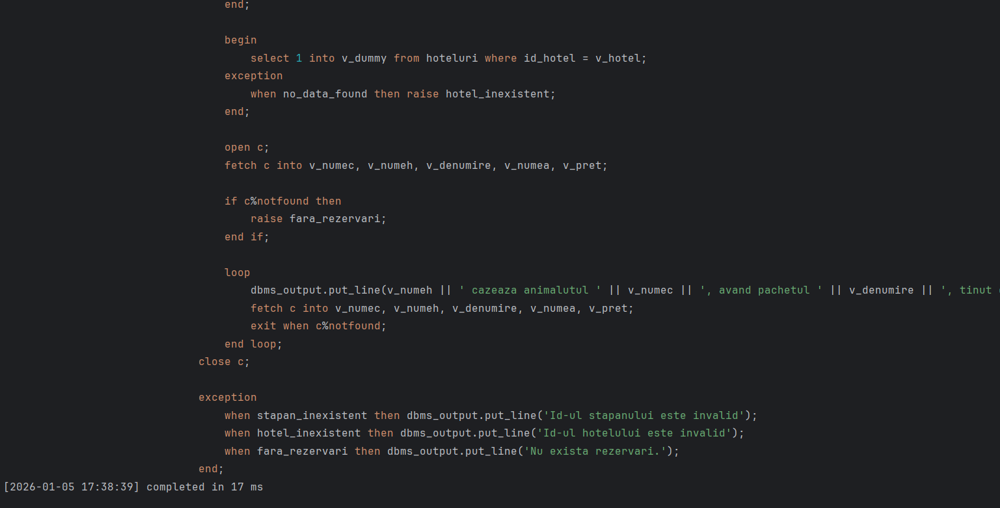 end;
begin
select 1 into v_dummy from hoteluri where id_hotel = v_hotel;
exception
when no_data_found then raise hotel_inexistent;
end;
open c;
fetch c into v_numec, v_numeh, v_denumire, v_numea, v_pret;
if c%notfound then
raise fara_rezervari;
end if;
loop
dbms_output.put_line(v_numeh || ' cazeaza animalutul ' || v_numec || ', avand pachetul ' || v_denumire || ', tinut
fetch c into v_numec, v_numeh, v_denumire, v_numea, v_pret;
exit when c%notfound;
end loop;
close c;
exception
when stapan_inexistent then dbms_output.put_line('Id-ul stapanului este invalid');
when hotel_inexistent then dbms_output.put_line('Id-ul hotelului este invalid');
when fara_rezervari then dbms_output.put_line('Nu exista rezervari.');
end;
[2026-01-05 17:38:39] completed in 17 ms